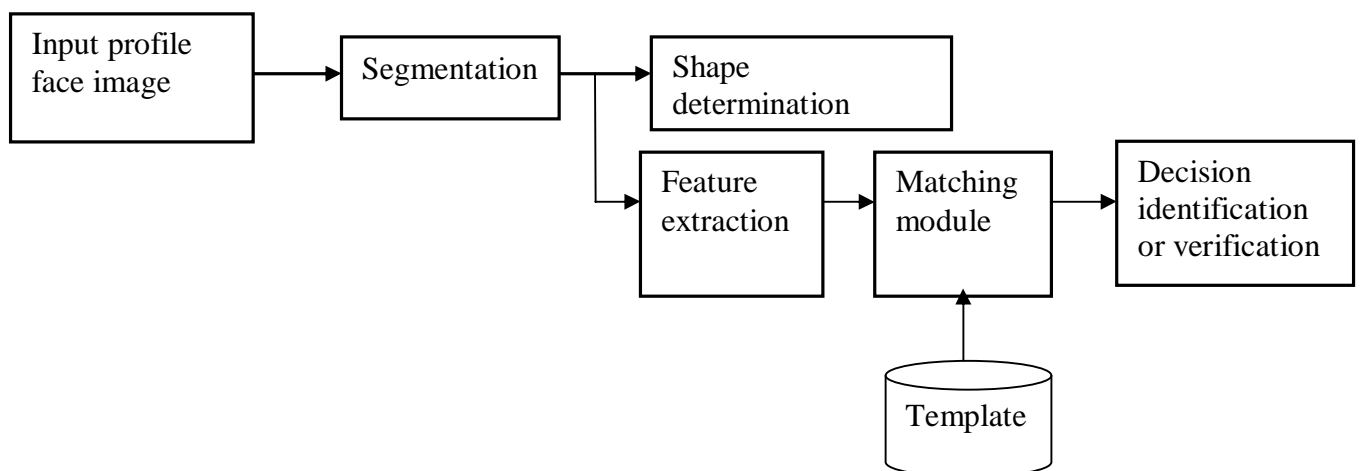 Input profile
face image
Segmentation
Shape
determination
Feature
extraction
Matching
module
Decision
identification
or verification
Template